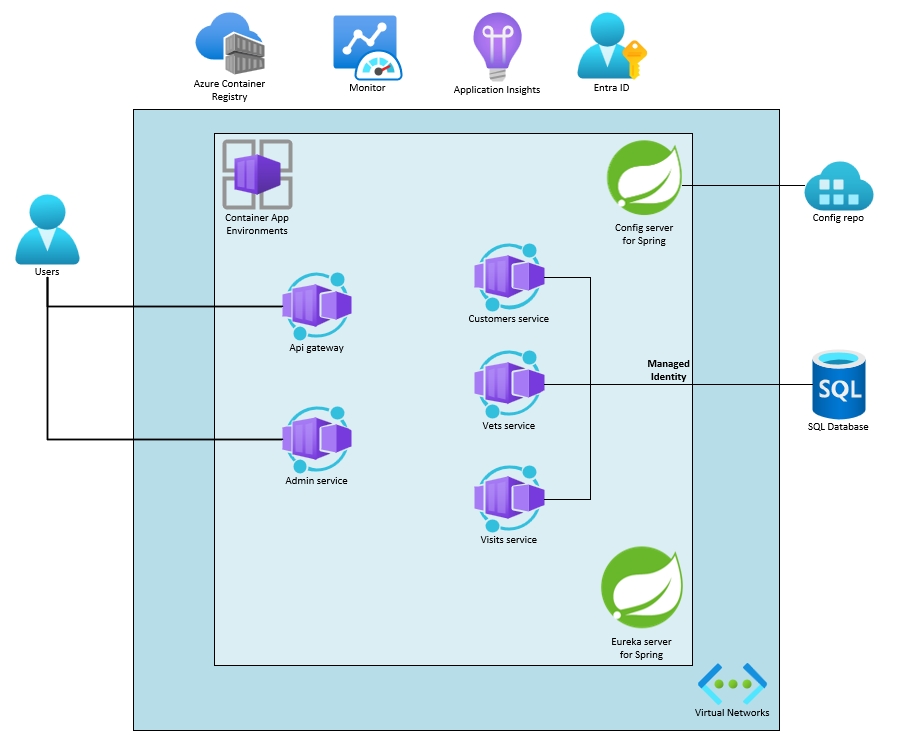 Azure Container
Registry
Monitor
Application Insights
Entra ID
Container App
Environments
Config server
for Spring
Config repo
Users
Api gateway
Customers service
Managed
Identity
SQL
SQL Database
Vets service
Admin service
Visits service
Eureka server
for Spring
Virtual Networks